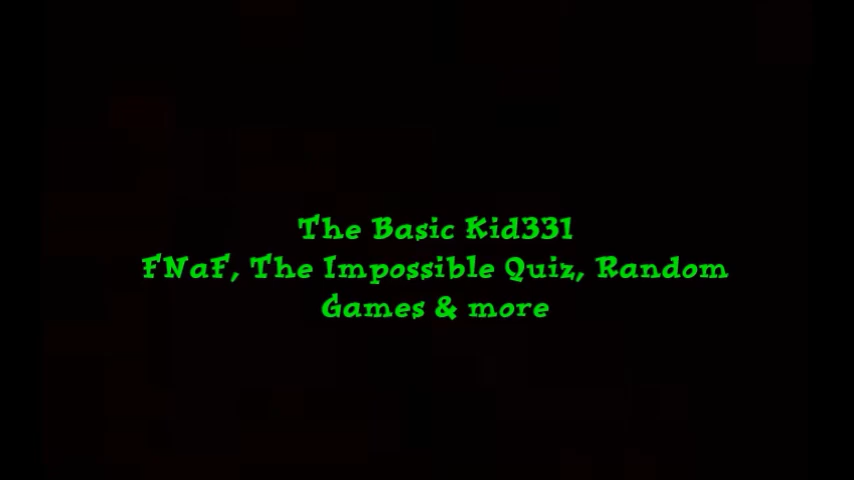 The Basic Kid331
FNaF, The Impossible Quiz, Random
Games & more